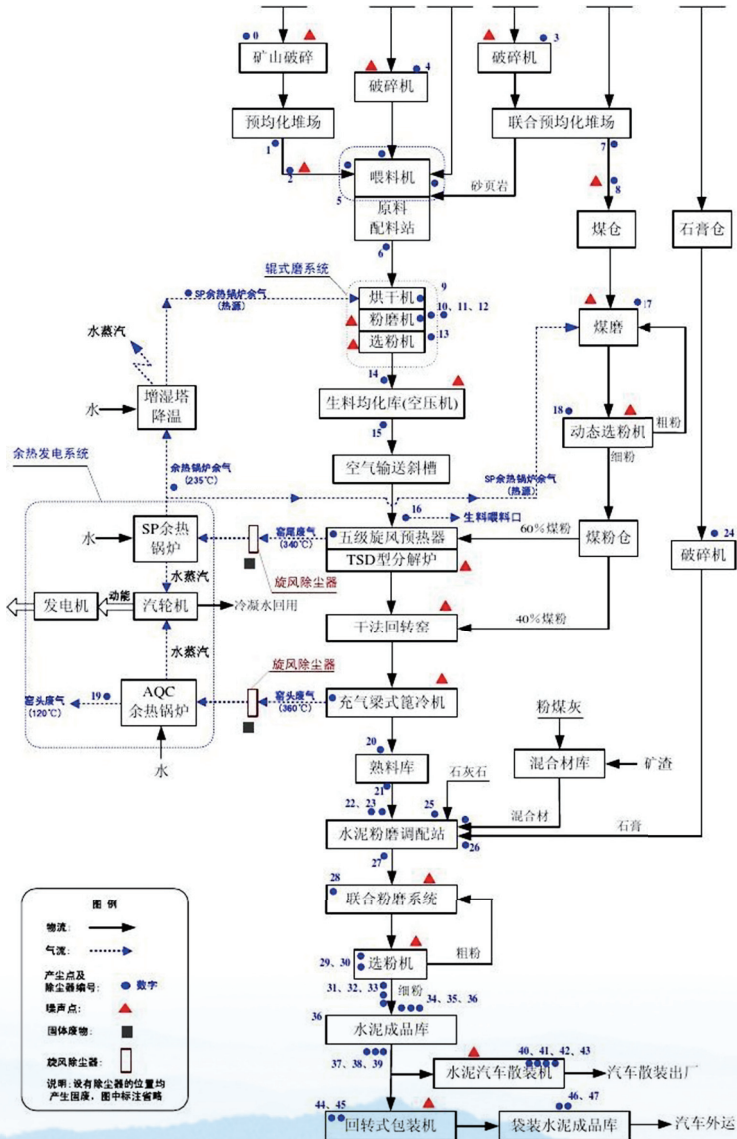 0
3
矿山破碎
4
破碎机
破碎机
预均化堆场
联合预均化堆场
1
7
2
8
喂料机
5
砂页岩
原料
配料站
煤仓
石膏仓
6
辊式磨系统
9
SP余热锅炉余气
(热源)
烘干机
10、11、12
粉磨机
13
选粉机
17
煤磨
水蒸汽
14
增湿塔
降温
水
生料均化库(空压机)
15
18
动态选粉机
粗粉
细粉
余热发电系统
余热锅炉余气
(235℃)
空气输送斜槽
SP余热锅炉余气
(热源)
16
生料喂料口
24
水
SP余热
锅炉
窑尾废气
(340℃)
五级旋风预热器
60%煤粉
煤粉仓
破碎机
TSD型分解炉
水蒸汽
旋风除尘器
发电机
动能
汽轮机
冷凝水回用
干法回转窑
40%煤粉
水蒸汽
旋风除尘器
窑头废气
(120℃)
19
AQC
余热锅炉
窑头废气
(360℃)
充气梁式篦冷机
粉煤灰
水
20
熟料库
石灰石
混合材库
矿渣
21
22、23
25
混合材
石膏
水泥粉磨调配站
26
27
28
联合粉磨系统
图 例
物流:
气流:
产尘点及
除尘器编号:
数字
噪声点:
固体废物:
旋风除尘器:
说明:设有除尘器的位置均
产生固废,图中标注省略
29、30
选粉机
粗粉
31、32、33
细粉
34、35、36
36
水泥成品库
37、38、39
40、41、42、43
水泥汽车散装机
汽车散装出厂
44、45
46、47
回转式包装机
袋装水泥成品库
汽车外运